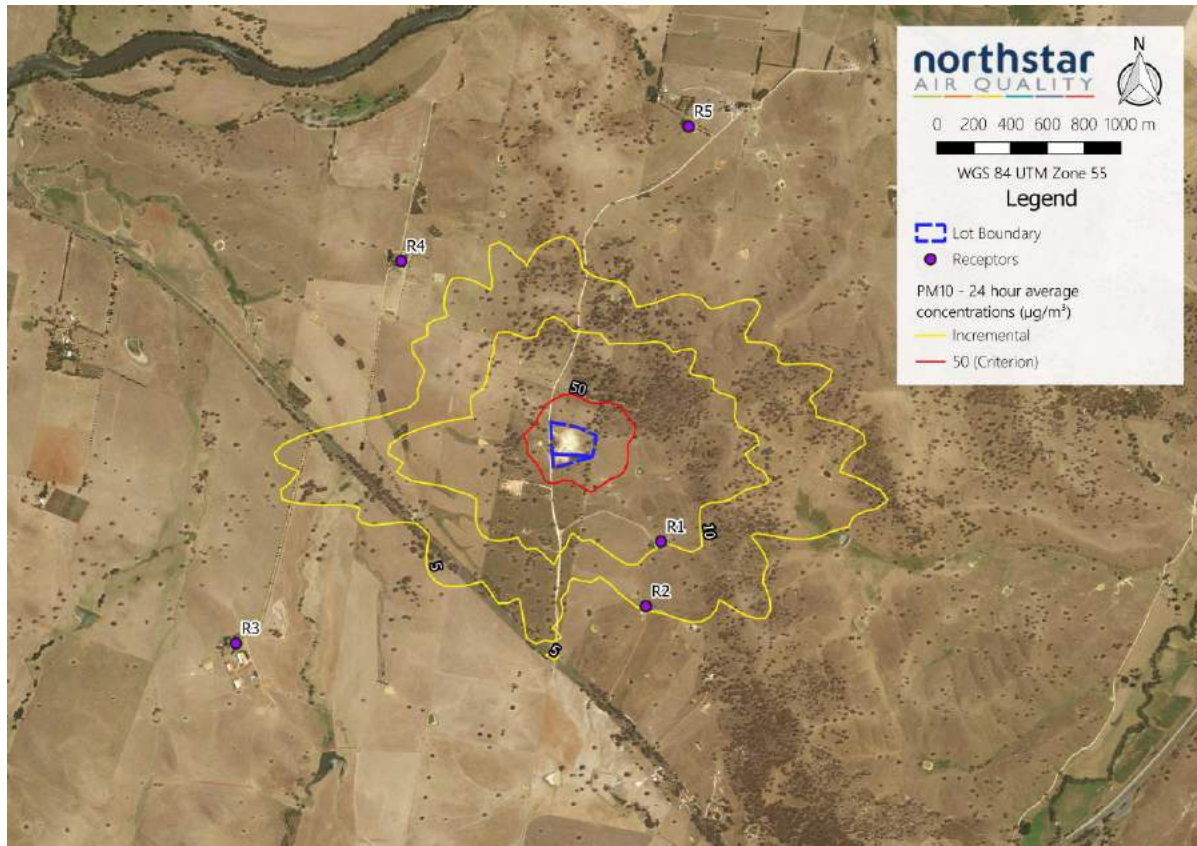 northstar
AIR QUALITY
N
0 200 400 600 800 1000 m
WGS 84 UTM Zone 55
Legend
Lot Boundary
Receptors
PM10 - 24 hour average
concentrations (µg/m³)
Incremental
50 (Criterion)
R5
R4
50
R1
10
5
R2
R3
5